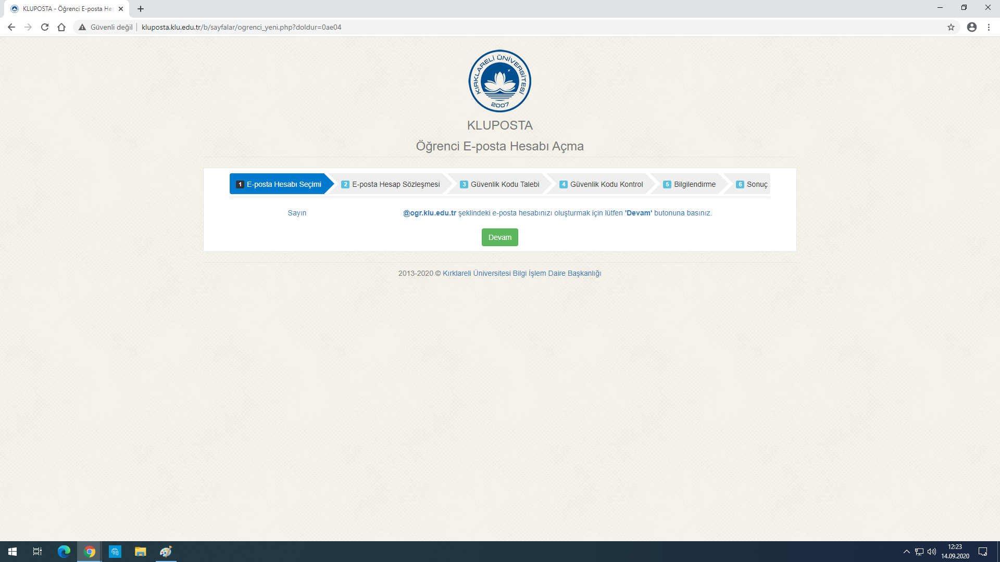 KLUPOSTA - Öğrenci E-posta Hes
Güvenli değil
kluposta.klu.edu.tr/b/sayfalar/ogrenci_yeni.php?doldur=0ae04
KIRKLARELİ ÜNİVERSİTESİ
2007
KLUPOSTA
Öğrenci E-posta Hesabı Açma
1 E-posta Hesabı Seçimi 2 E-posta Hesap Sözleşmesi 3 Güvenlik Kodu Talebi 4 Güvenlik Kodu Kontrol 5 Bilgilendirme 6 Sonuç
Sayın @ogr.klu.edu.tr şeklindeki e-posta hesabınızı oluşturmak için lütfen 'Devam' butonuna basınız.
Devam
2013-2020 © Kırklareli Üniversitesi Bilgi İşlem Daire Başkanlığı
12:23
14.09.2020